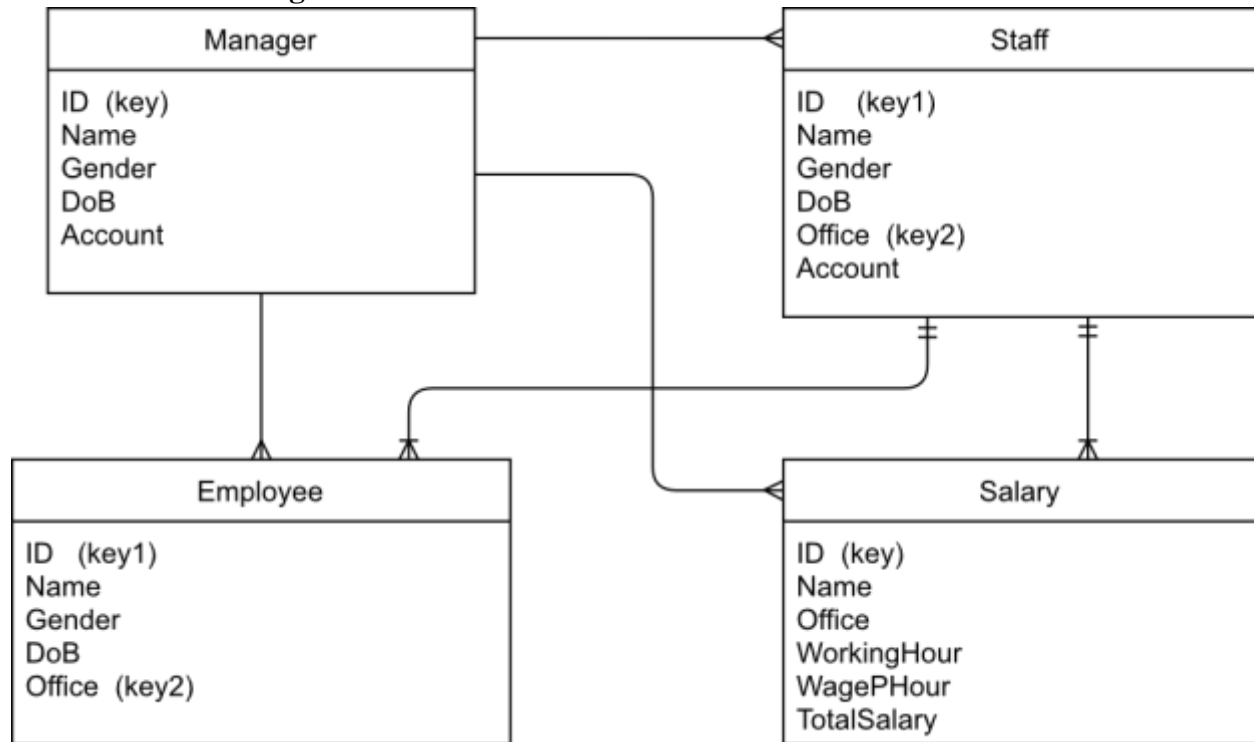 Manager
ID (key)
Name
Gender
DoB
Account
Staff
ID (key1)
Name
Gender
DoB
Office (key2)
Account
Employee
ID (key1)
Name
Gender
DoB
Office (key2)
Salary
ID (key)
Name
Office
WorkingHour
WagePHour
TotalSalary